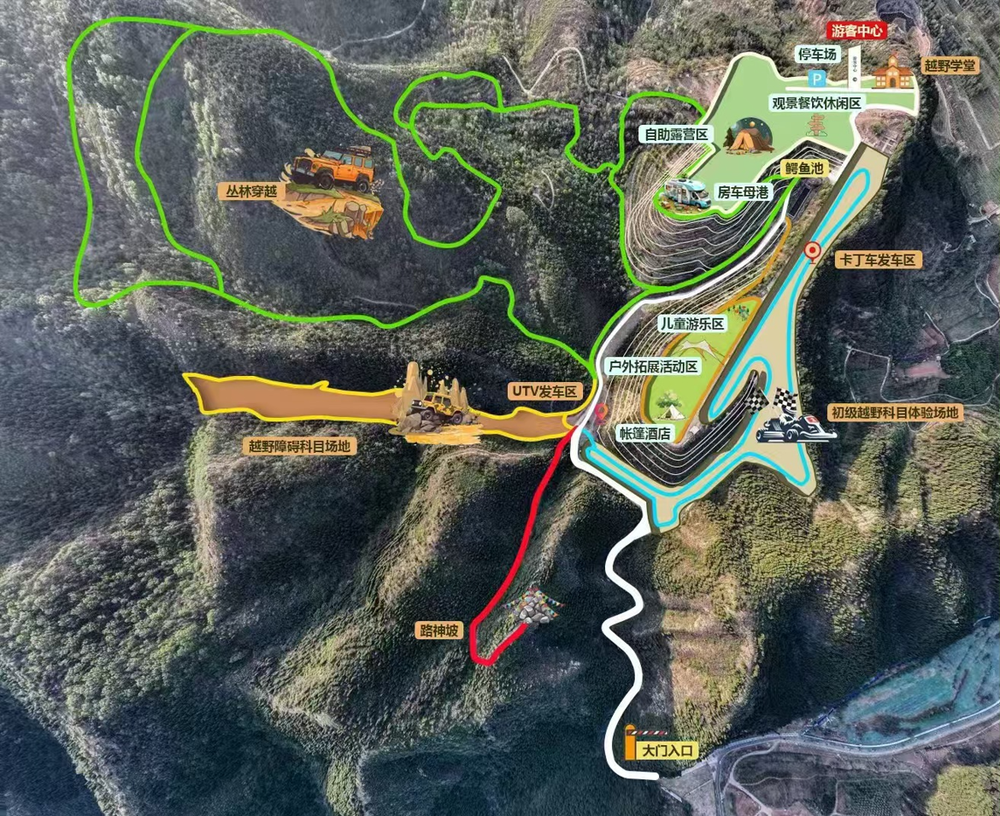 游客中心
停车场
越野学堂
P
观景餐饮休闲区
自助露营区
鳄鱼池
房车母港
丛林穿越
卡丁车发车区
儿童游乐区
户外拓展活动区
UTV发车区
初级越野科目体验场地
帐篷酒店
越野障碍科目场地
路神坡
大门入口